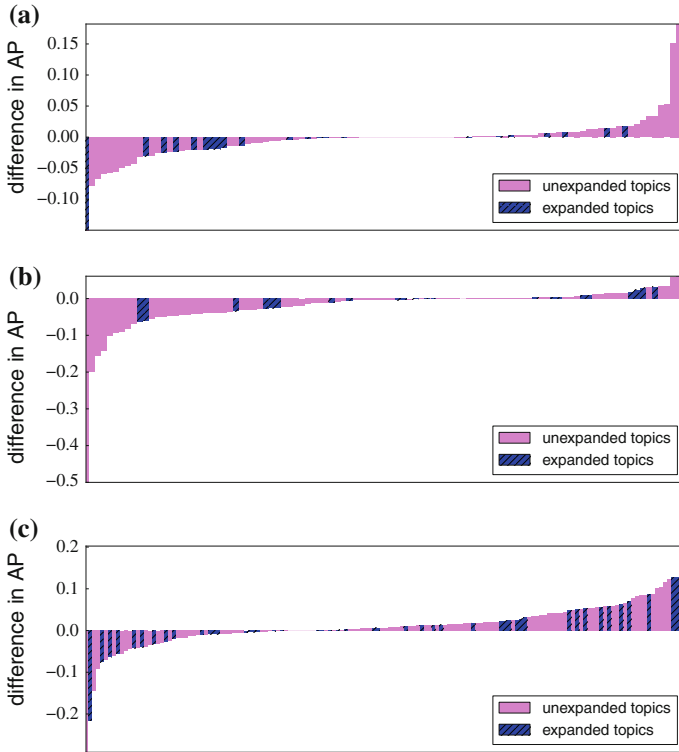 (a)
difference in AP
0.15
0.10
0.05
0.00
−0.05
−0.10
unexpanded topics
expanded topics
(b)
difference in AP
0.0
−0.1
−0.2
−0.3
−0.4
−0.5
unexpanded topics
expanded topics
(c)
difference in AP
0.2
0.1
0.0
−0.1
−0.2
unexpanded topics
expanded topics